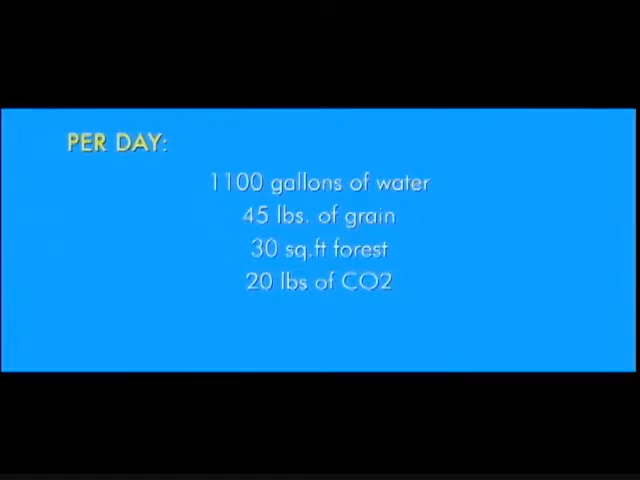 PER DAY:
1100 gallons of water
45 lbs. of grain
30 sq.ft forest
20 lbs of CO2